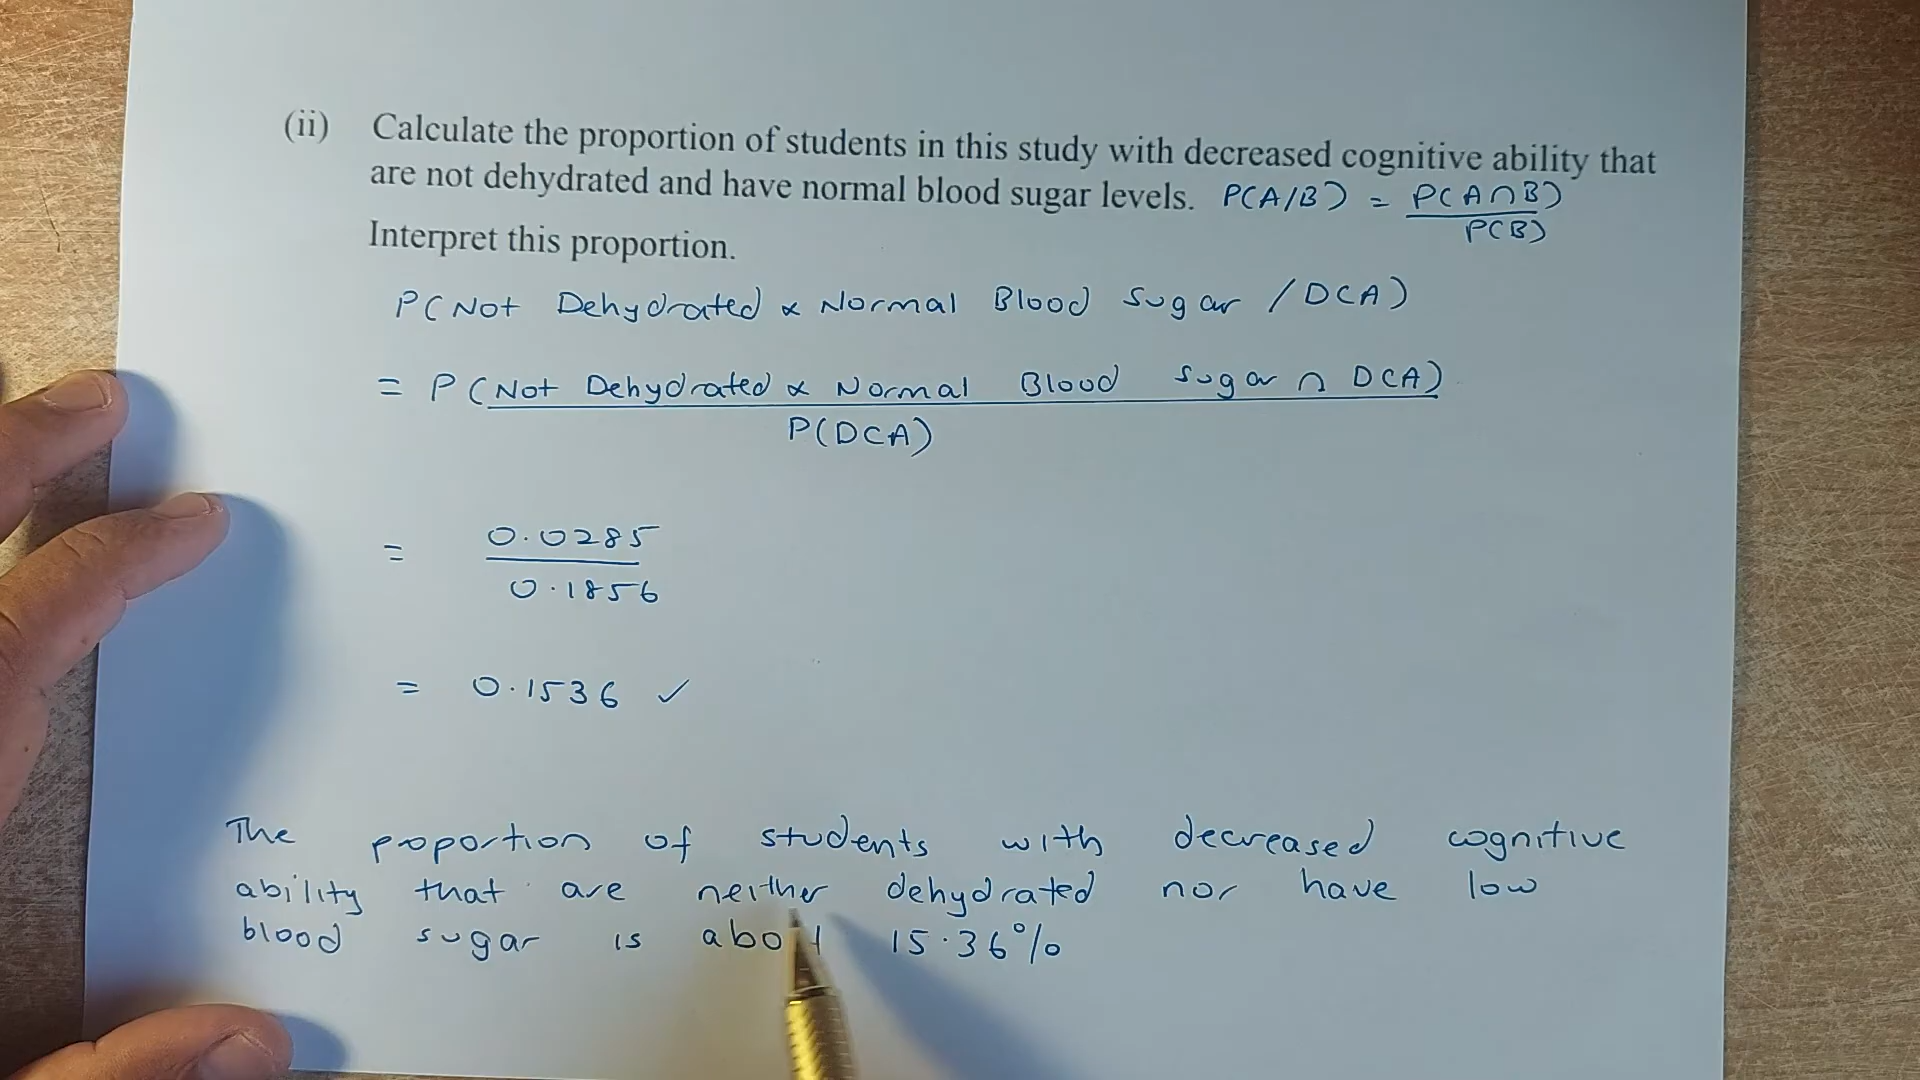 (ii) Calculate the proportion of students in this study with decreased cognitive ability that
are not dehydrated and have normal blood sugar levels. P(A/B) = P(A∩B)
P(B)
Interpret this proportion.
P(Not Dehydrated & Normal Blood Sugar /DCA)
= P(Not Dehydrated & Normal Blood Sugar ∩ DCA)
P(DCA)
= 0.0285
0.1856
= 0.1536 ✓
The proportion of students with decreased cognitive
ability that are neither dehydrated nor have low
blood sugar is about 15.36%